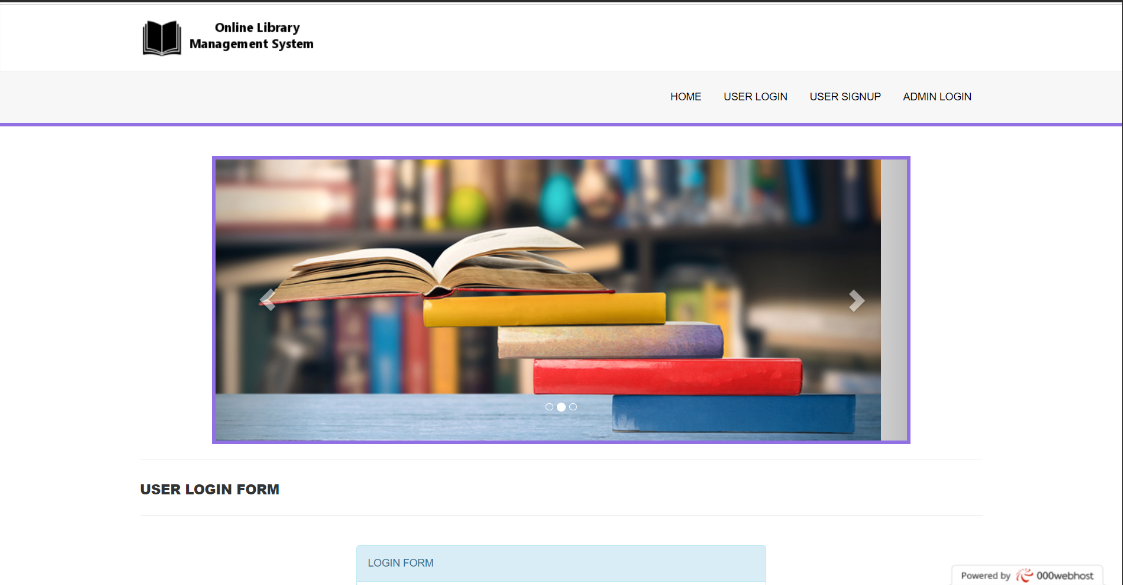 Online Library
Management System
HOME USER LOGIN USER SIGNUP ADMIN LOGIN
USER LOGIN FORM
LOGIN FORM
Powered by 000webhost